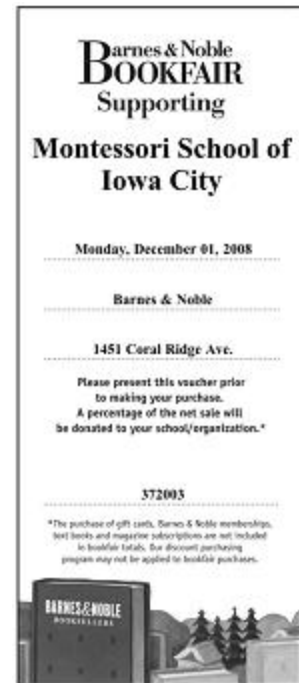 Barnes & Noble
BOOKFAIR
Supporting
Montessori School of
Iowa City
Monday, December 01, 2008
Barnes & Noble
1451 Coral Ridge Ave.
Please present this voucher prior
to making your purchase.
A percentage of the net sale will
be donated to your school/organization.*
372003
*The purchase of gift cards, Barnes & Noble memberships,
text books and magazine subscriptions are not included
in bookfair totals. Our discount purchasing
program may not be applied to bookfair purchases.
BARNES & NOBLE
BOOKSELLERS